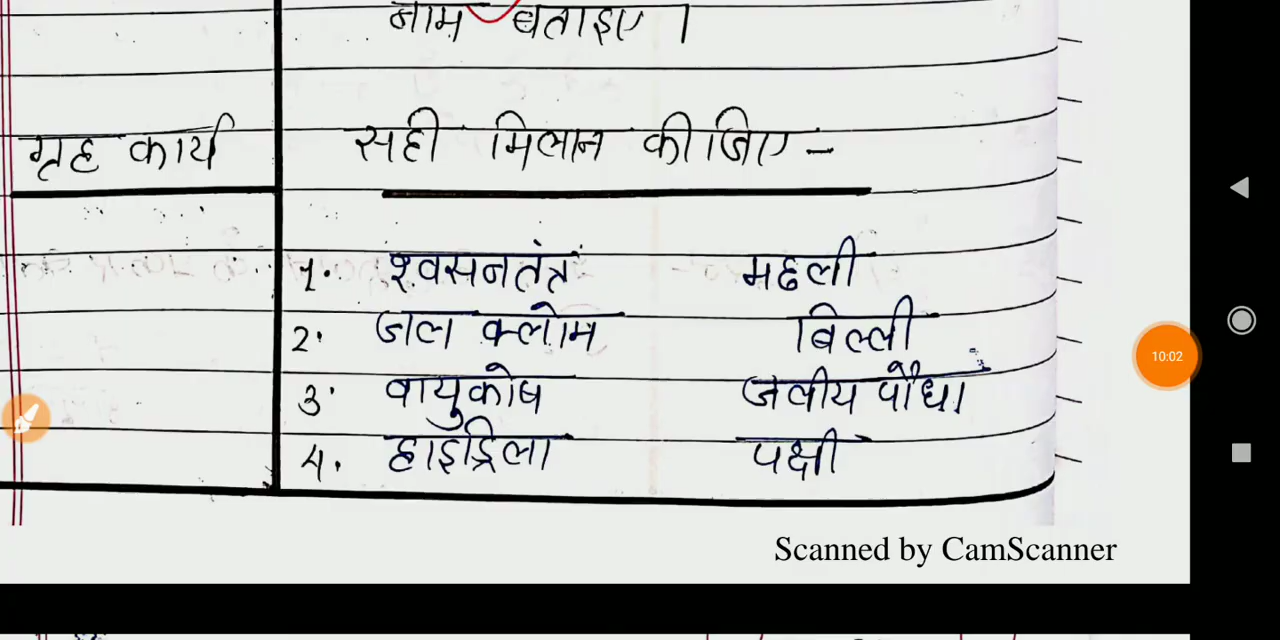 नाम बताइए।
गृह कार्य सही मिलान कीजिए -
1. श्वसनतंत्र मछली
2. जल क्लोम बिल्ली
3. वायुकोष जलीय पौधा
4. हाइड्रिला पक्षी
10:02
Scanned by CamScanner